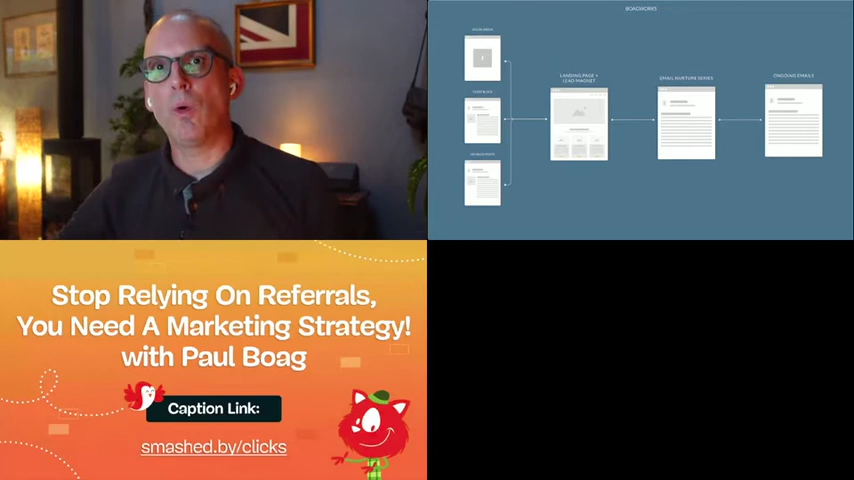 BOAGWORKS
LANDING PAGE +
LEAD MAGNET
EMAIL NURTURE SERIES
ONGOING EMAILS
Stop Relying On Referrals,
You Need A Marketing Strategy!
with Paul Boag
Caption Link:
smashed.by/clicks